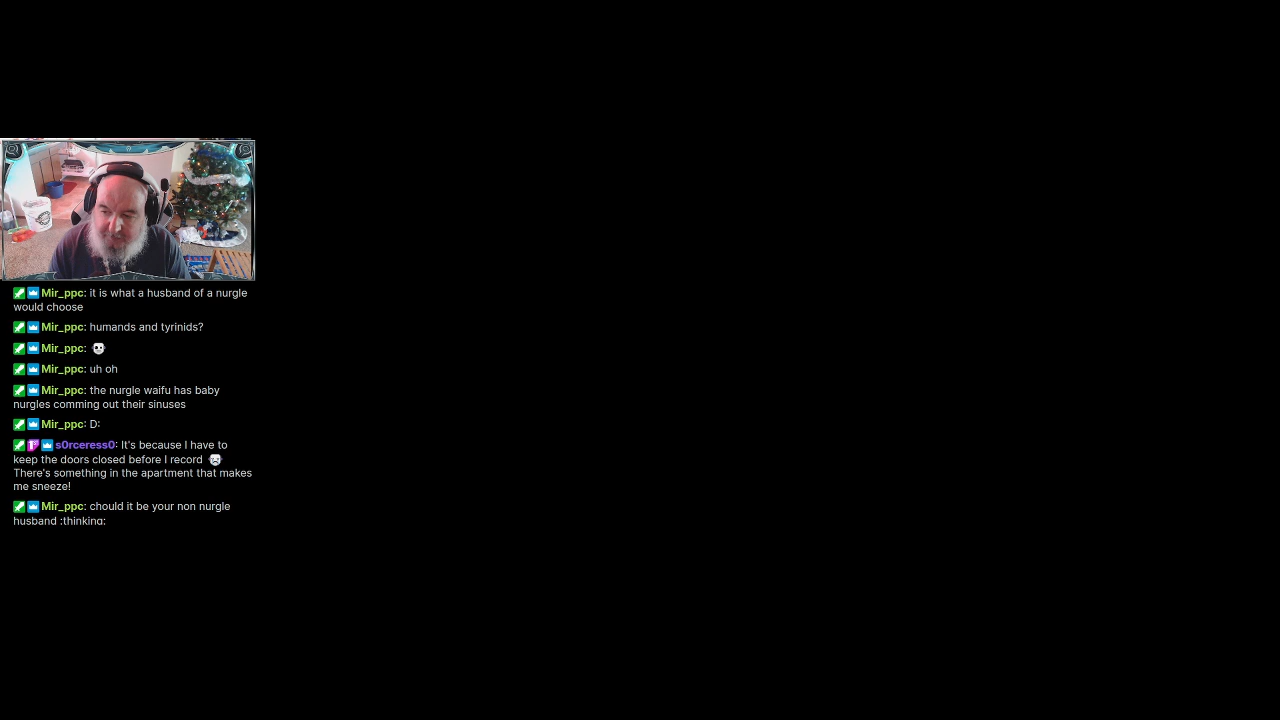 Mir_ppc: it is what a husband of a nurgle
would choose
Mir_ppc: humands and tyrinids?
Mir_ppc:
Mir_ppc: uh oh
Mir_ppc: the nurgle waifu has baby
nurgles comming out their sinuses
Mir_ppc: D:
s0rceress0: It's because I have to
keep the doors closed before I record
There's something in the apartment that makes
me sneeze!
Mir_ppc: chould it be your non nurgle
husband :thinking: